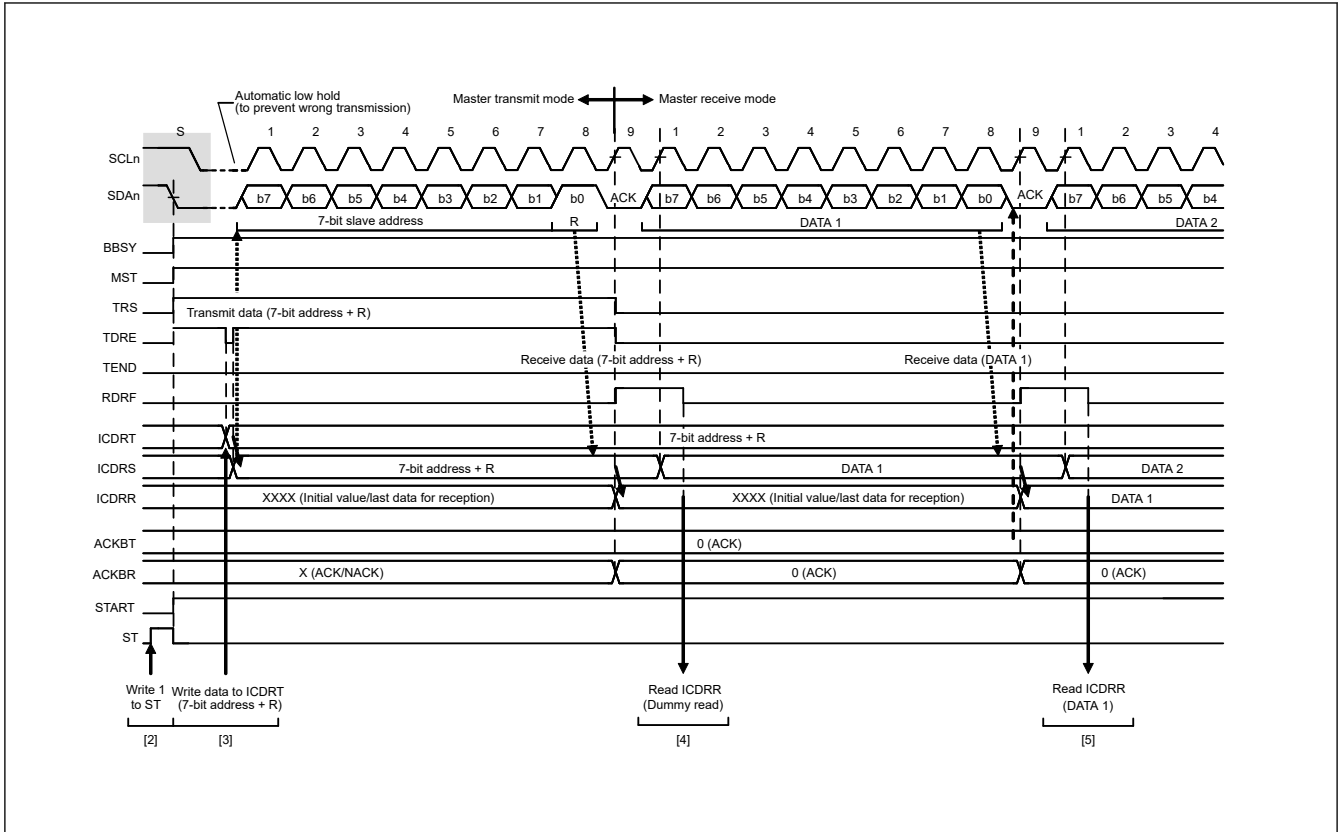 Automatic low hold
(to prevent wrong transmission)
Master transmit mode
Master receive mode
S 1 2 3 4 5 6 7 8 9 1 2 3 4 5 6 7 8 9 1 2 3 4
SCLn
SDAn b7 b6 b5 b4 b3 b2 b1 b0 ACK b7 b6 b5 b4 b3 b2 b1 b0 ACK b7 b6 b5 b4
7-bit slave address R DATA 1 DATA 2
BBSY
MST
TRS
Transmit data (7-bit address + R)
TDRE
Receive data (7-bit address + R) Receive data (DATA 1)
TEND
RDRF
ICDRT 7-bit address + R
ICDRS 7-bit address + R DATA 1 DATA 2
ICDRR XXXX (Initial value/last data for reception) XXXX (Initial value/last data for reception) DATA 1
ACKBT 0 (ACK)
ACKBR X (ACK/NACK) 0 (ACK) 0 (ACK)
START
ST
Write 1
to ST
Write data to ICDRT
(7-bit address + R)
Read ICDRR
(Dummy read)
Read ICDRR
(DATA 1)
[2] [3] [4] [5]